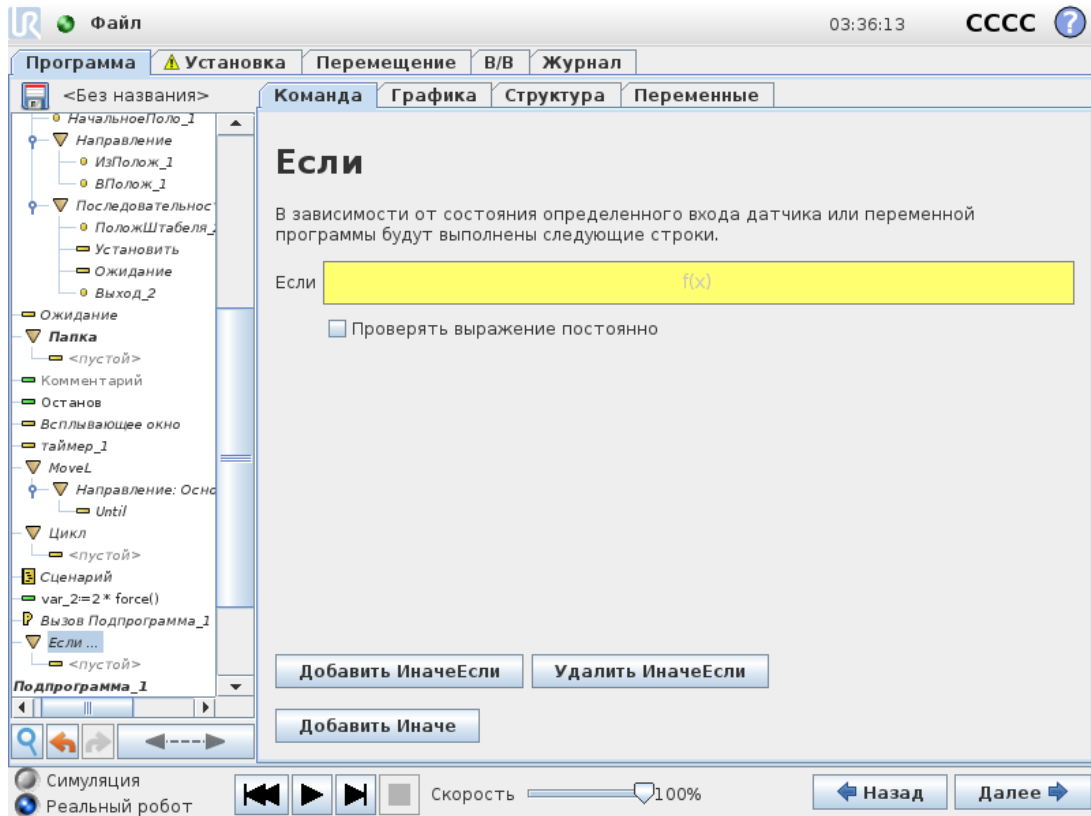 UR Файл 03:36:13 CCCC ?
Программа Установка Перемещение В/В Журнал
<Без названия>
Команда Графика Структура Переменные
НачальноеПоло_1
Направление
ИзПолож_1
ВПолож_1
Последовательнос
ПоложШтабеля_
Установить
Ожидание
Выход_2
Ожидание
Папка
<пустой>
Комментарий
Останов
Всплывающее окно
таймер_1
MoveL
Направление: Осно
Until
Цикл
<пустой>
Сценарий
var_2:=2 * force()
Вызов Подпрограмма_1
Если ...
<пустой>
Подпрограмма_1
Если
В зависимости от состояния определенного входа датчика или переменной
программы будут выполнены следующие строки.
Если f(x)
Проверять выражение постоянно
Добавить ИначеЕсли Удалить ИначеЕсли
Добавить Иначе
Симуляция
Реальный робот
Скорость 100%
Назад Далее